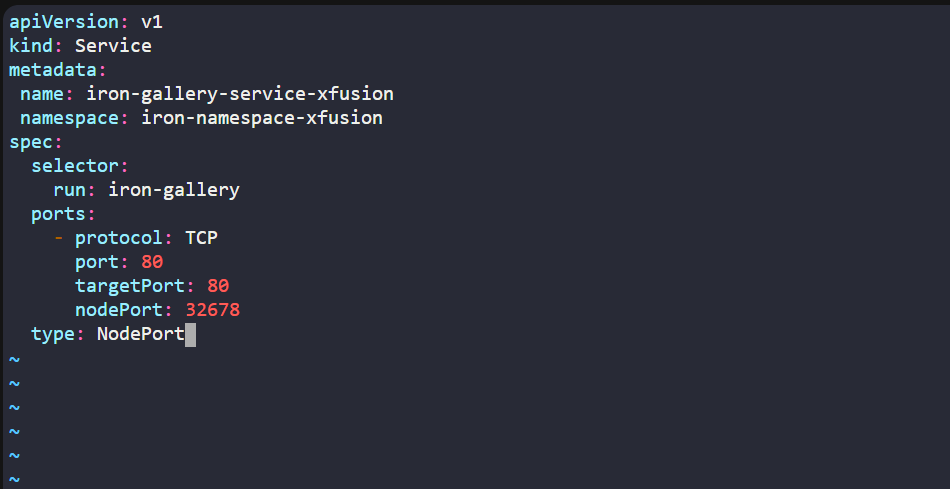 apiVersion: v1
kind: Service
metadata:
 name: iron-gallery-service-xfusion
 namespace: iron-namespace-xfusion
spec:
  selector:
    run: iron-gallery
  ports:
    - protocol: TCP
      port: 80
      targetPort: 80
      nodePort: 32678
  type: NodePort
~
~
~
~
~
~